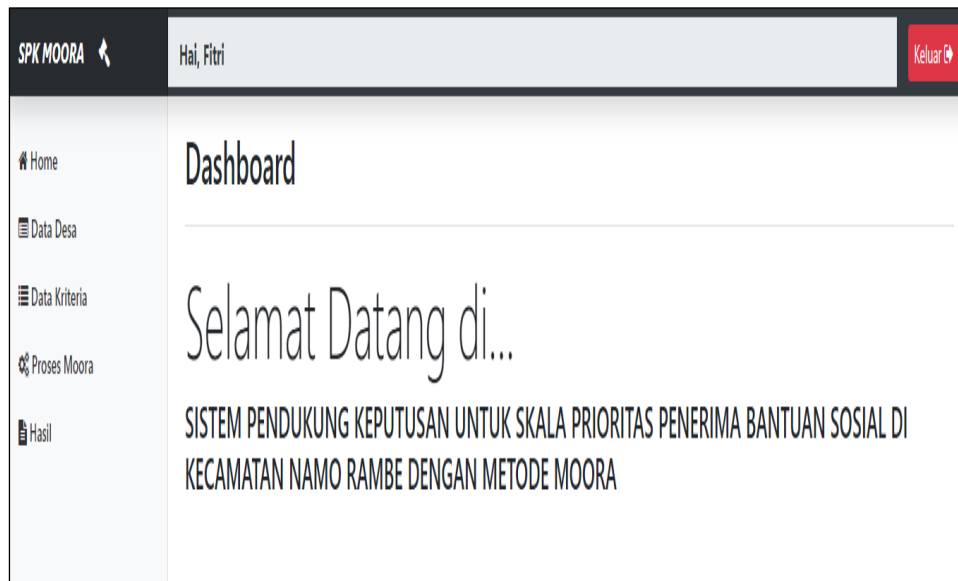 SPK MOORA
Hai, Fitri
Keluar
Home
Data Desa
Data Kriteria
Proses Moora
Hasil
Dashboard
Selamat Datang di...
SISTEM PENDUKUNG KEPUTUSAN UNTUK SKALA PRIORITAS PENERIMA BANTUAN SOSIAL DI
KECAMATAN NAMO RAMBE DENGAN METODE MOORA